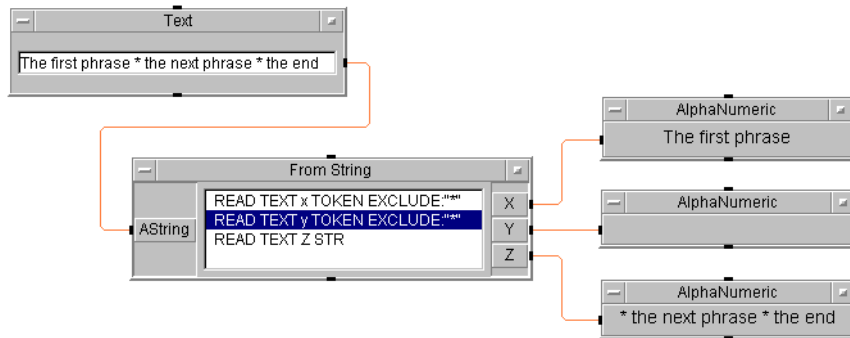 Text
The first phrase * the next phrase * the end
From String
AString
READ TEXT x TOKEN EXCLUDE:"*"
READ TEXT y TOKEN EXCLUDE:"*"
READ TEXT Z STR
X
Y
Z
AlphaNumeric
The first phrase
AlphaNumeric
AlphaNumeric
* the next phrase * the end